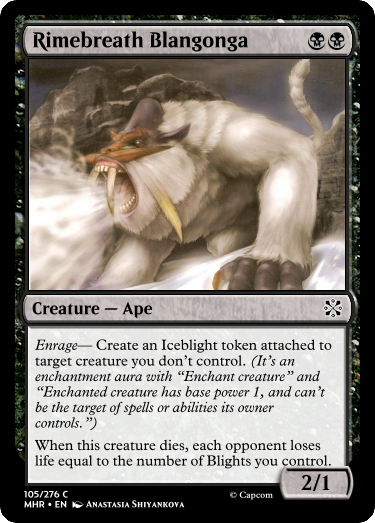 Rimebreath Blangonga
Creature — Ape
Enrage— Create an Iceblight token attached to
target creature you don't control. (It's an
enchantment aura with “Enchant creature” and
“Enchanted creature has base power 1, and can't
be the target of spells or abilities its owner
controls.”)
When this creature dies, each opponent loses
life equal to the number of Blights you control.
2/1
105/276 C
MHR • EN Anastasia Shiyankova
© Capcom